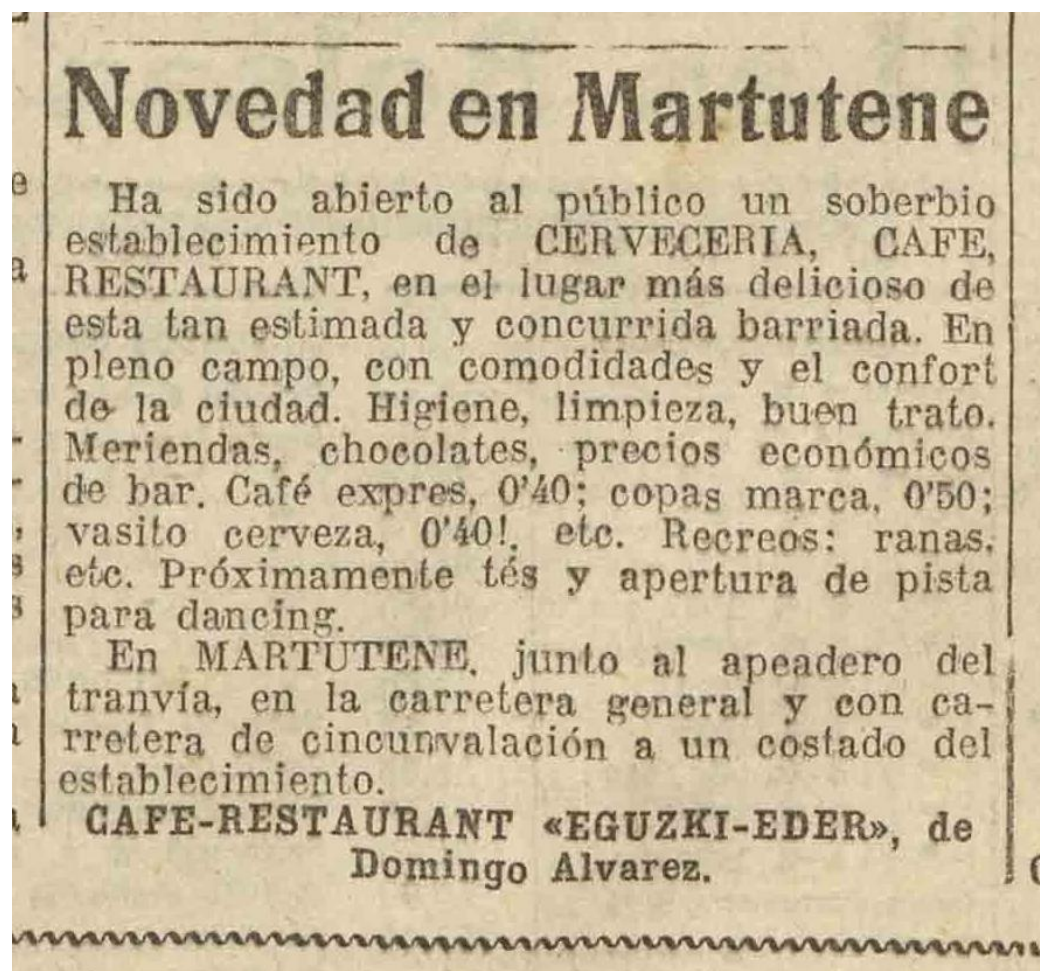 Novedad en Martutene
Ha sido abierto al público un soberbio
establecimiento de CERVECERIA, CAFE,
RESTAURANT, en el lugar más delicioso de
esta tan estimada y concurrida barriada. En
pleno campo, con comodidades y el confort
de la ciudad. Higiene, limpieza, buen trato.
Meriendas, chocolates, precios económicos
de bar. Café expres, 0'40; copas marca, 0'50;
vasito cerveza, 0'40!, etc. Recreos: ranas,
etc. Próximamente tés y apertura de pista
para dancing.
En MARTUTENE, junto al apeadero del
tranvía, en la carretera general y con ca-
rretera de cincunvalación a un costado del
establecimiento.
CAFE-RESTAURANT «EGUZKI-EDER», de
Domingo Alvarez.